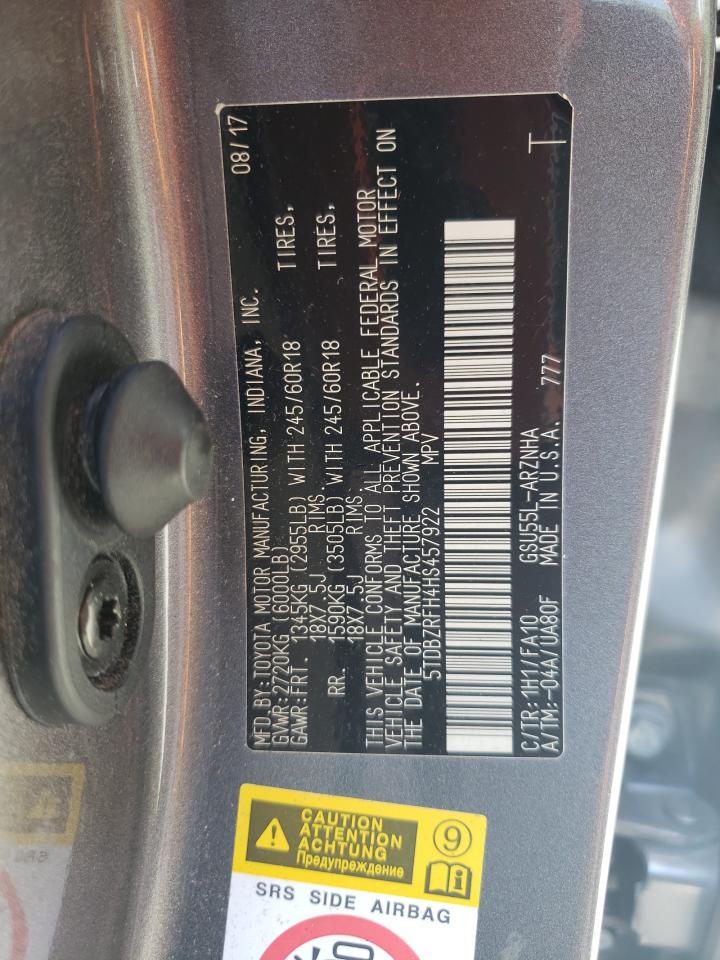 MFD.BY:TOYOTA MOTOR MANUFACTURING, INDIANA, INC. 08/17
GVWR:2720KG (6000LB)
GAWR:FRT. 1345KG (2955LB) WITH 245/60R18 TIRES,
18X7.5J RIMS
RR. 1590KG (3505LB) WITH 245/60R18 TIRES,
18X7.5J RIMS
THIS VEHICLE CONFORMS TO ALL APPLICABLE FEDERAL MOTOR
VEHICLE SAFETY AND THEFT PREVENTION STANDARDS IN EFFECT ON
THE DATE OF MANUFACTURE SHOWN ABOVE.
5TDBZRFH4HS457922 MPV
C/TR:1H1/FA10 GSU55L-ARZNHA
A/TM:-04A/UA80F MADE IN U.S.A. 777 T
CAUTION
ATTENTION
ACHTUNG
Предупреждение
9
SRS SIDE AIRBAG